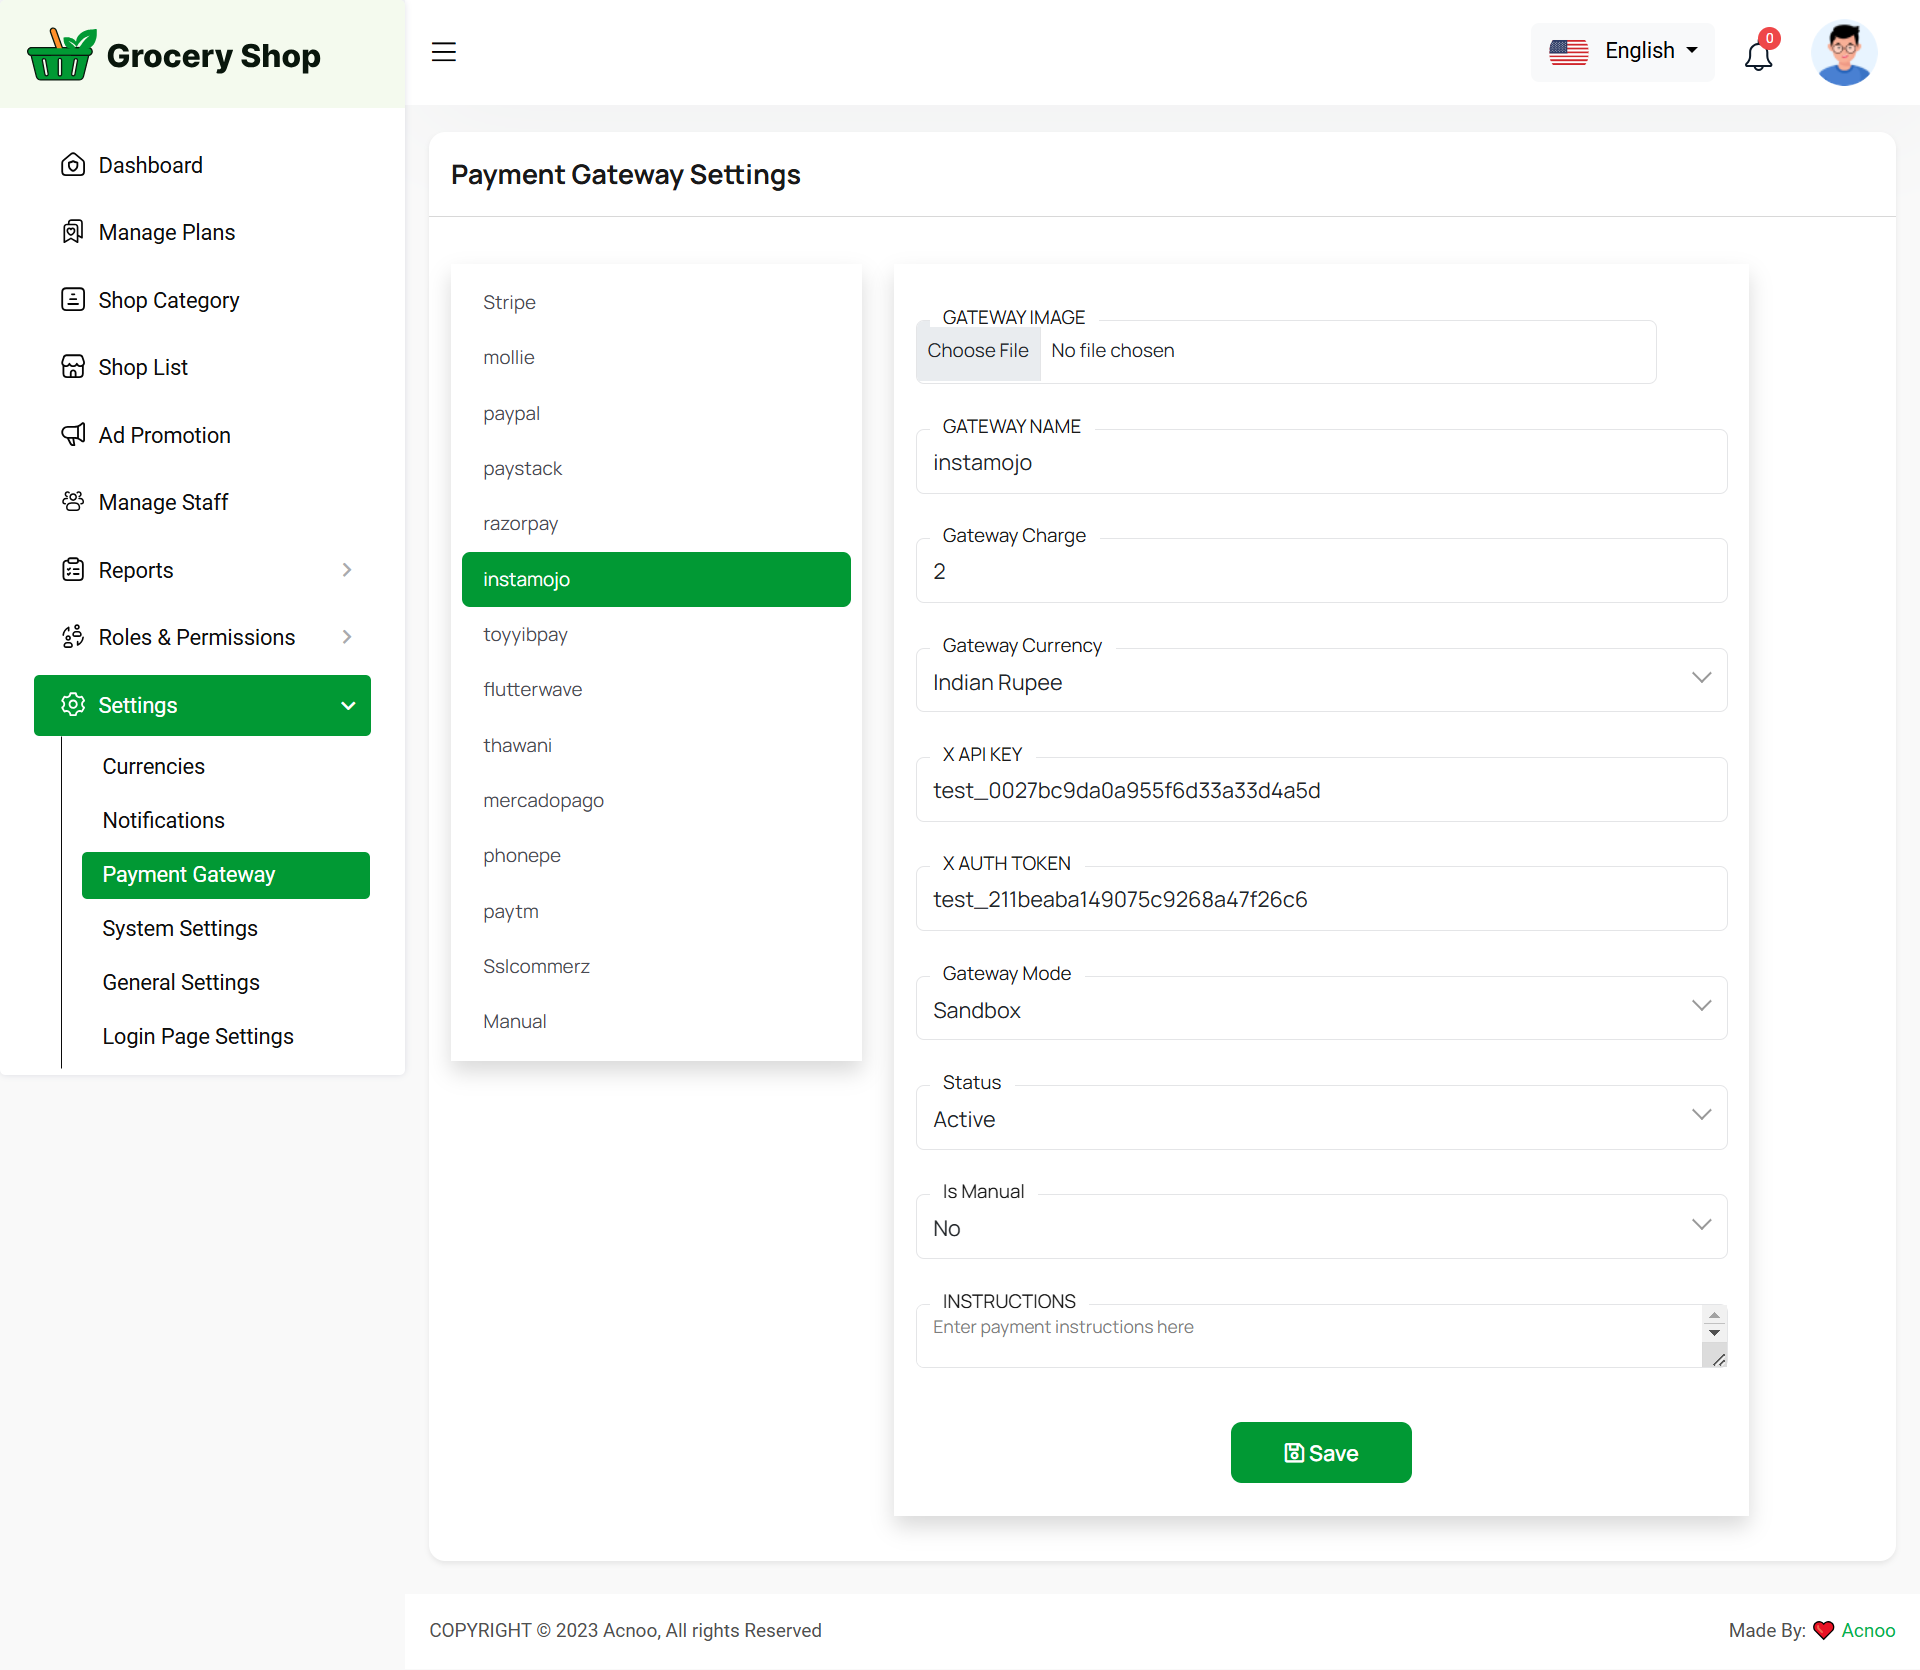 Grocery Shop
English
0
Dashboard
Manage Plans
Shop Category
Shop List
Ad Promotion
Manage Staff
Reports
Roles & Permissions
Settings
Currencies
Notifications
Payment Gateway
System Settings
General Settings
Login Page Settings
Payment Gateway Settings
Stripe
mollie
paypal
paystack
razorpay
instamojo
toyyibpay
flutterwave
thawani
mercadopago
phonepe
paytm
Sslcommerz
Manual
GATEWAY IMAGE
Choose File No file chosen
GATEWAY NAME
instamojo
Gateway Charge
2
Gateway Currency
Indian Rupee
X API KEY
test_0027bc9da0a955f6d33a33d4a5d
X AUTH TOKEN
test_211beaba149075c9268a47f26c6
Gateway Mode
Sandbox
Status
Active
Is Manual
No
INSTRUCTIONS
Enter payment instructions here
Save
COPYRIGHT © 2023 Acnoo, All rights Reserved
Made By: Acnoo